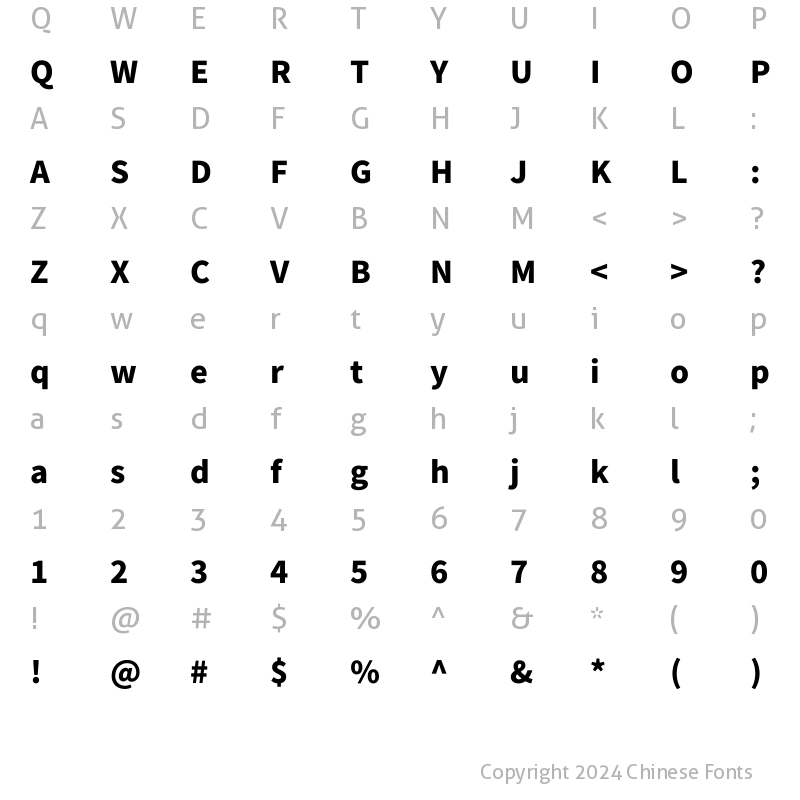 Q W E R T Y U I O P
Q W E R T Y U I O P
A S D F G H J K L :
A S D F G H J K L :
Z X C V B N M < > ?
Z X C V B N M < > ?
q w e r t y u i o p
q w e r t y u i o p
a s d f g h j k l ;
a s d f g h j k l ;
1 2 3 4 5 6 7 8 9 0
1 2 3 4 5 6 7 8 9 0
! @ # $ % ^ & * ( )
! @ # $ % ^ & * ( )
Copyright 2024 Chinese Fonts